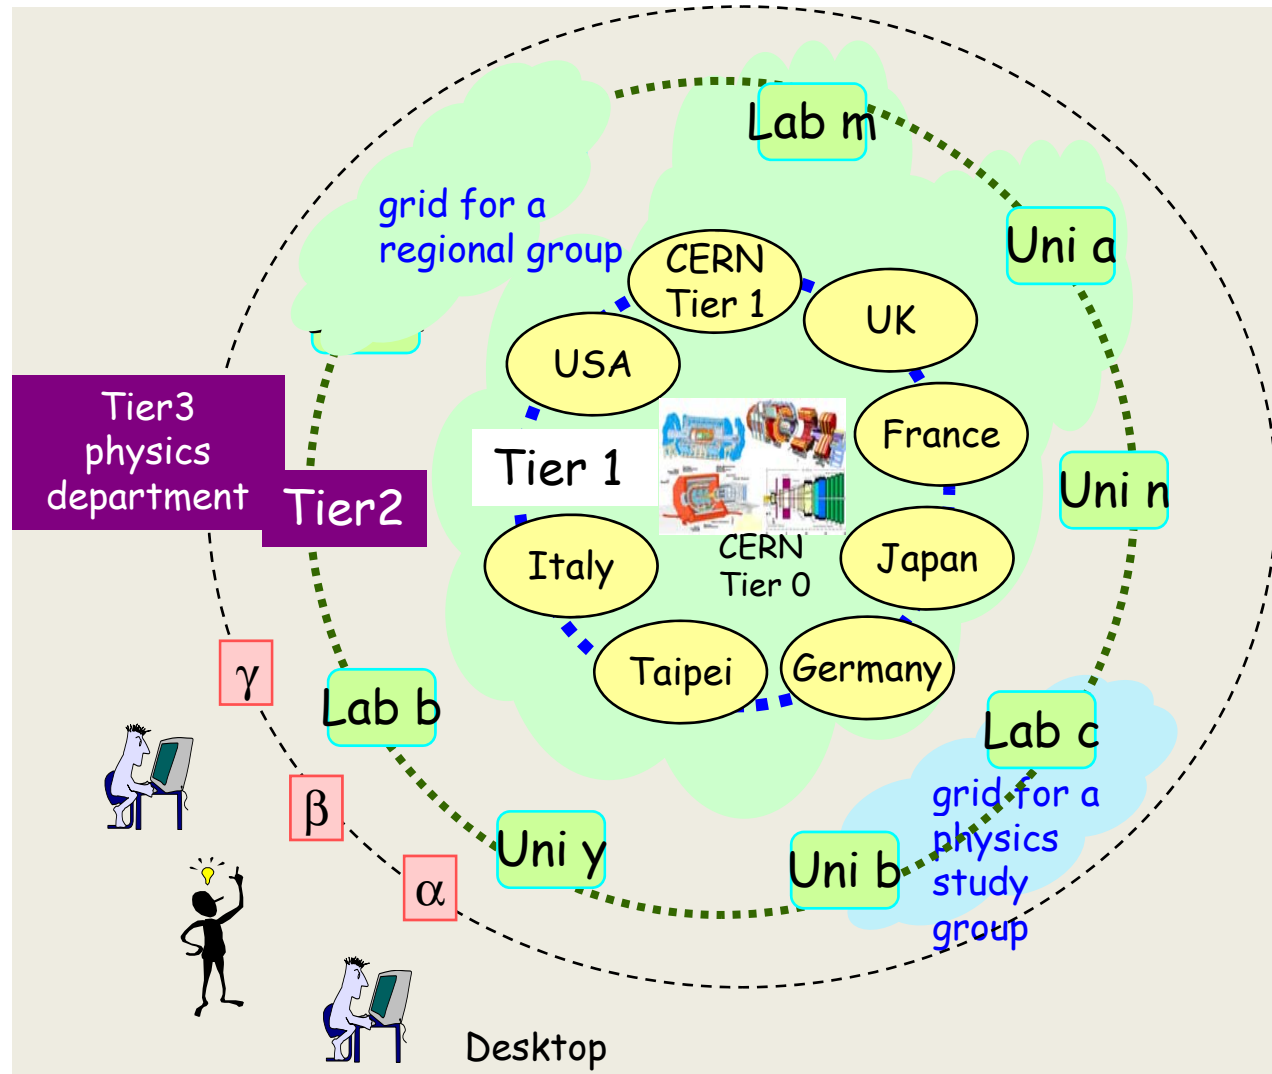 Lab m
grid for a
regional group
Uni a
CERN
Tier 1
UK
USA
France
Tier3
physics
department
Tier 1
Tier2
Uni n
CERN
Tier 0
Italy
Japan
Taipei
Germany
γ
Lab b
Lab c
β
grid for a
physics
study
group
Uni y
Uni b
α
Desktop